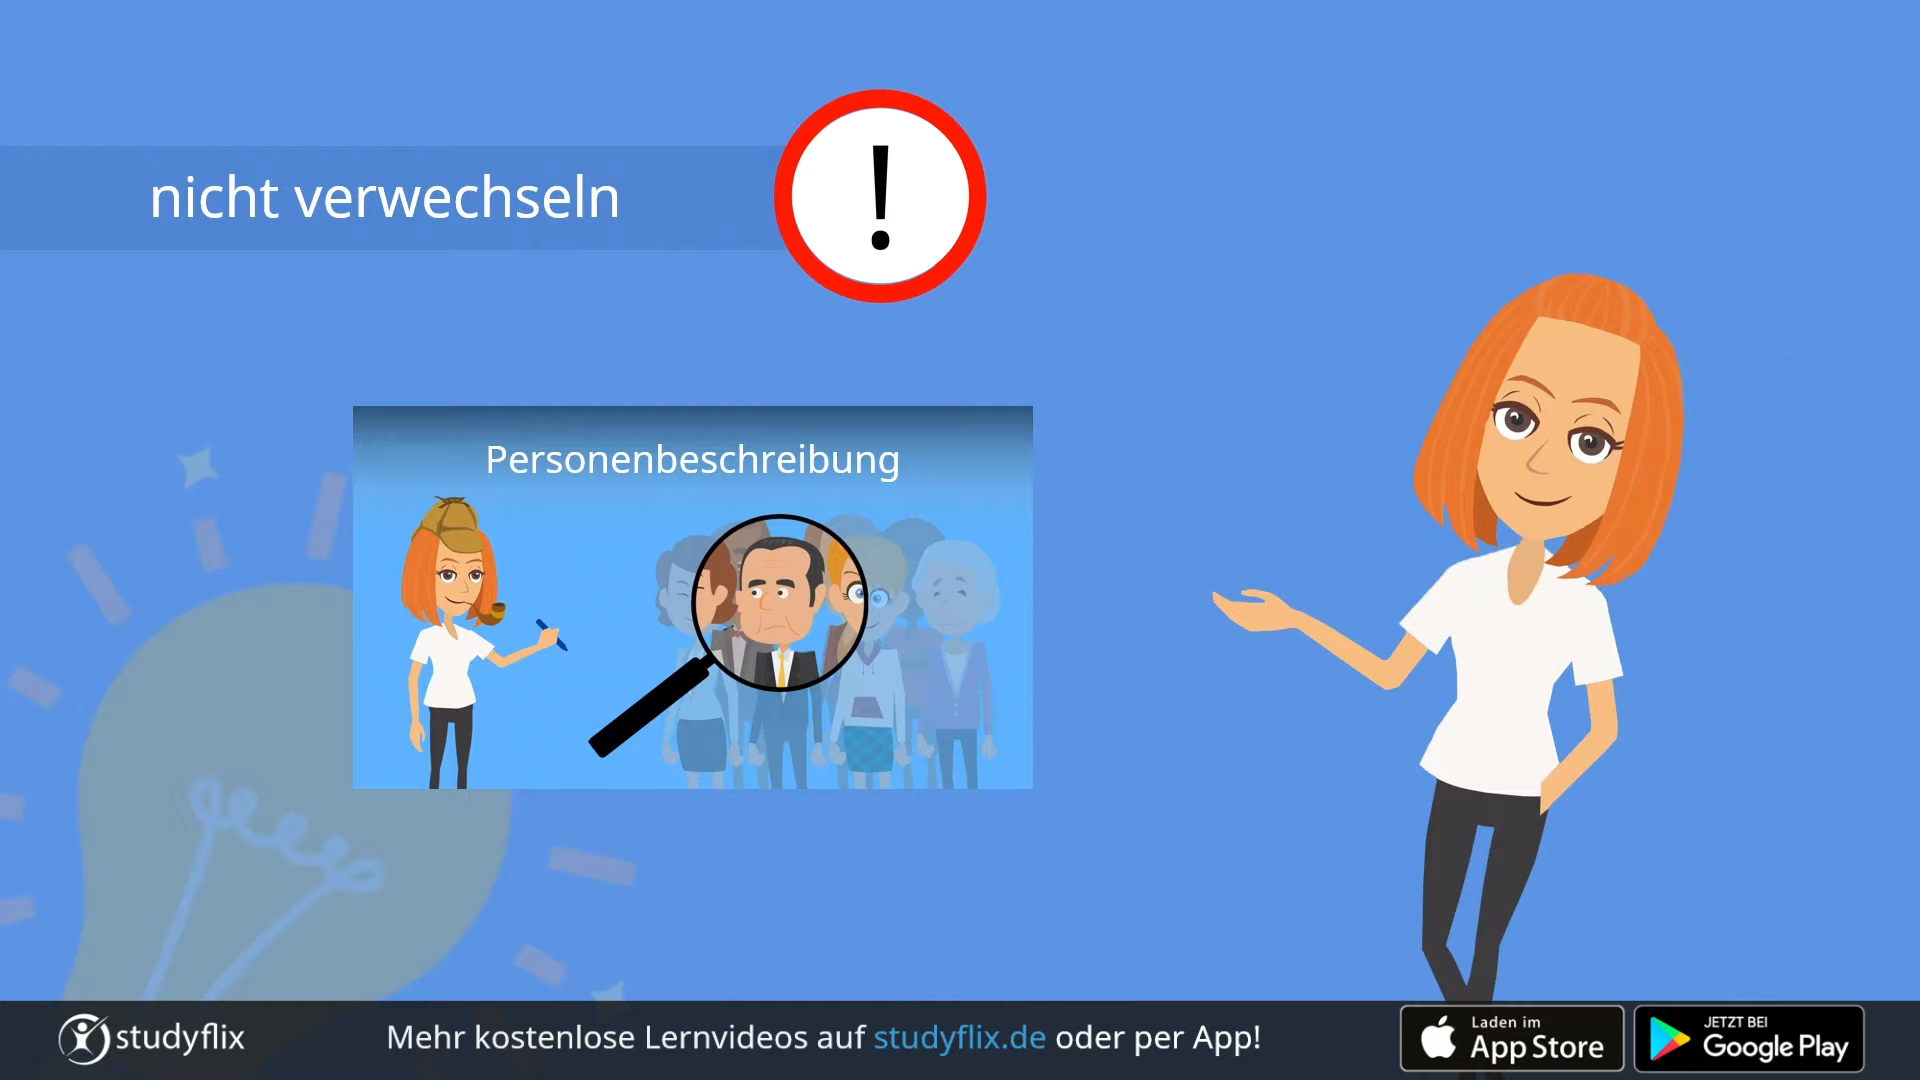 nicht verwechseln
!
Personenbeschreibung
studyflix
Mehr kostenlose Lernvideos auf studyflix.de oder per App!
Laden im
App Store
JETZT BEI
Google Play